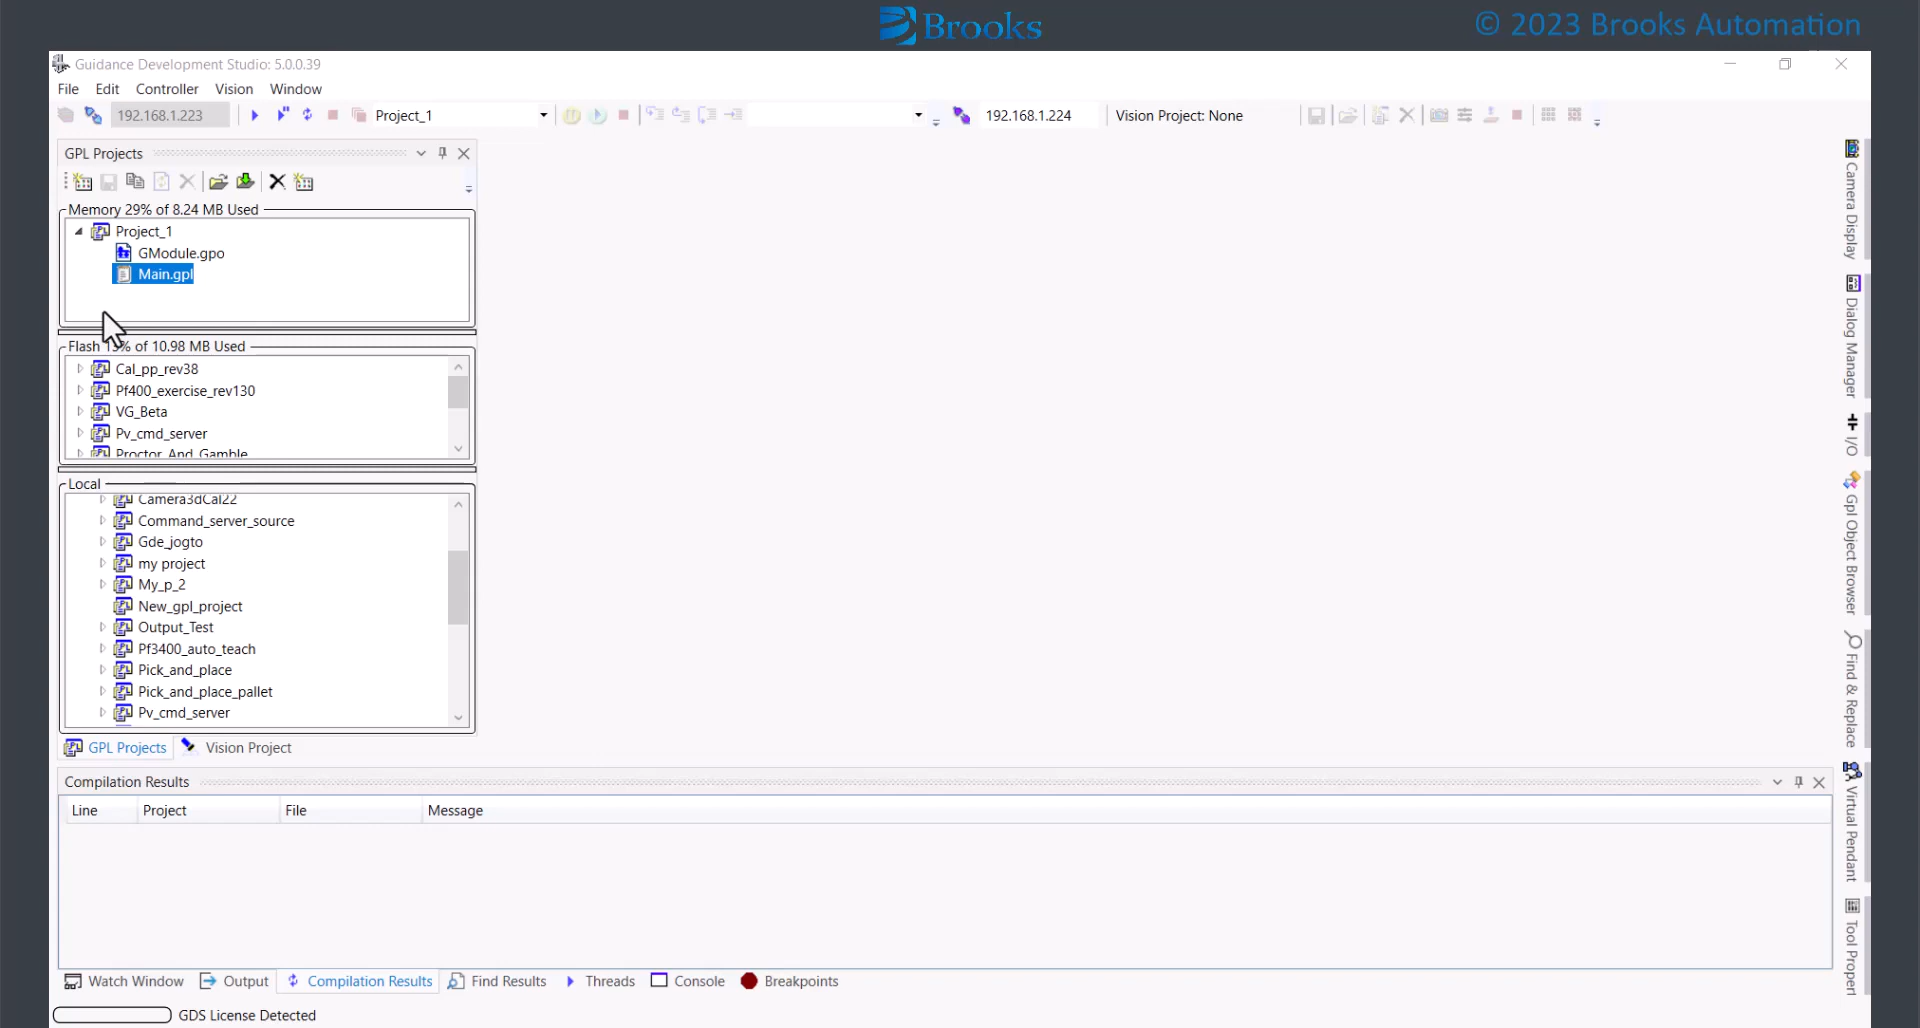 Brooks
© 2023 Brooks Automation
Guidance Development Studio: 5.0.0.39
File Edit Controller Vision Window
192.168.1.223 Project_1 192.168.1.224 Vision Project: None
GPL Projects
Memory 29% of 8.24 MB Used
Project_1
GModule.gpo
Main.gpl
Flash % of 10.98 MB Used
Cal_pp_rev38
Pf400_exercise_rev130
VG_Beta
Pv_cmd_server
Proctor_And_Gamble
Local
Camera3dCal22
Command_server_source
Gde_jogto
my project
My_p_2
New_gpl_project
Output_Test
Pf3400_auto_teach
Pick_and_place
Pick_and_place_pallet
Pv_cmd_server
GPL Projects Vision Project
Compilation Results
Line Project File Message
Watch Window Output Compilation Results Find Results Threads Console Breakpoints
GDS License Detected
Camera Display
Dialog Manager
I/O
Gpl Object Browser
Find & Replace
Virtual Pendant
Tool Propert